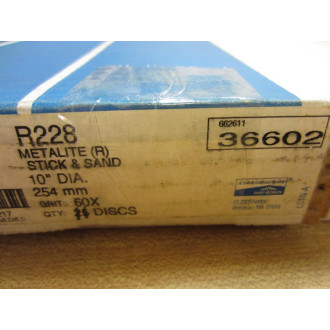 R228
METALITE (R)
STICK & SAND
10" DIA.
254 mm
GRIT: 60X
QTY: DISCS
662611
36602